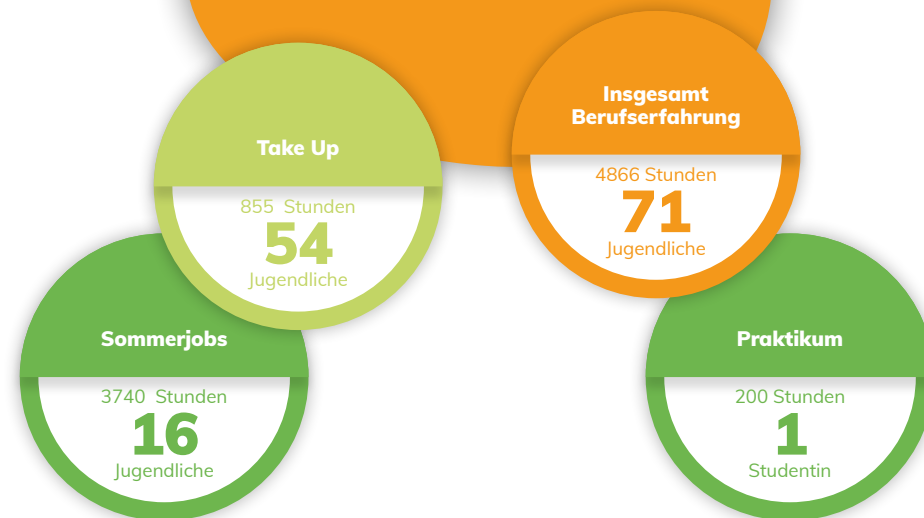 Insgesamt
Berufserfahrung
4866 Stunden
71
Jugendliche
Take Up
855 Stunden
54
Jugendliche
Sommerjobs
3740 Stunden
16
Jugendliche
Praktikum
200 Stunden
1
Studentin